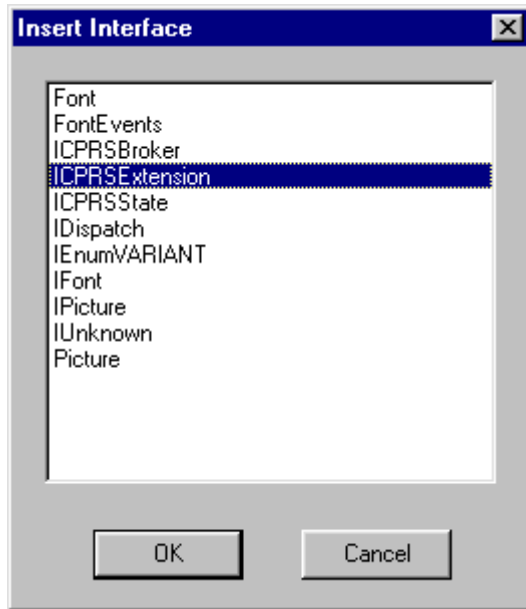 Insert Interface
Font
FontEvents
ICPRSBroker
ICPRSExtension
ICPRSState
IDispatch
IEnumVARIANT
IFont
IPicture
IUnknown
Picture
OK Cancel